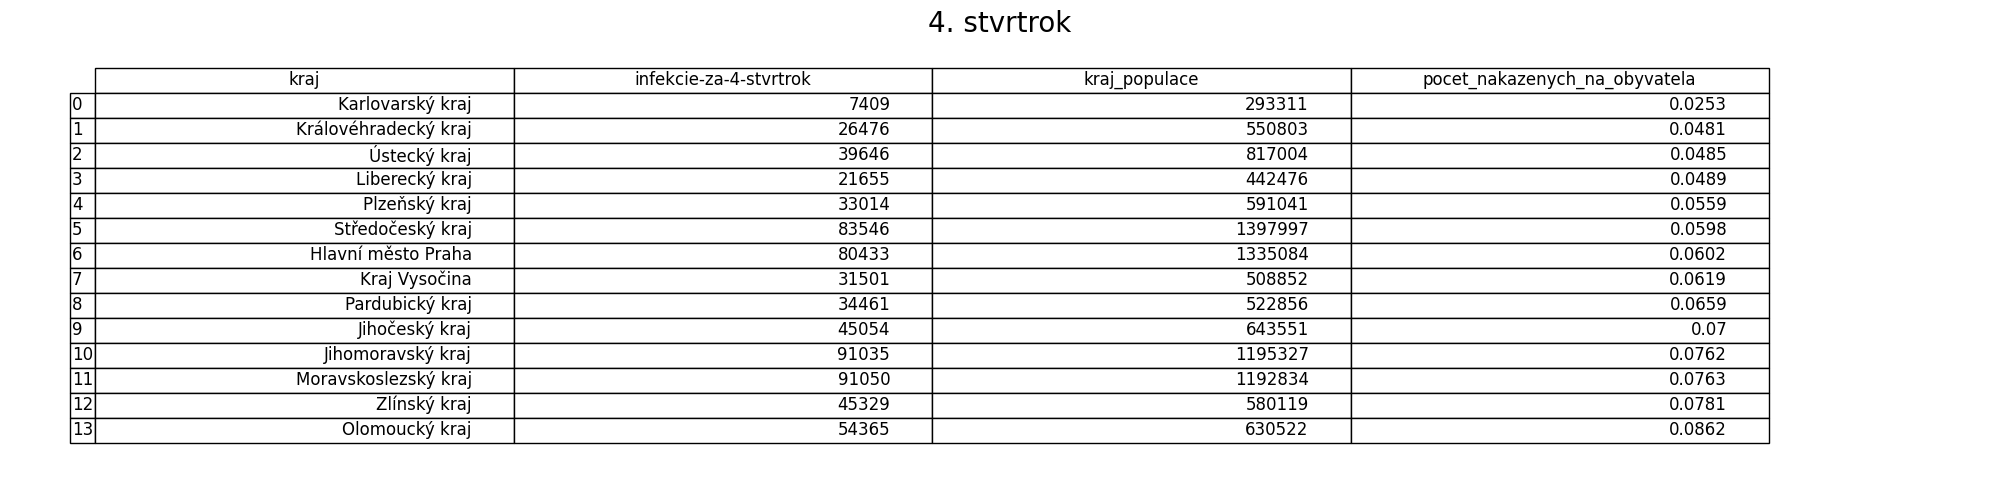 4. stvrtrok
kraj infekcie-za-4-stvrtrok kraj_populace pocet_nakazenych_na_obyvatela
0 Karlovarský kraj 7409 293311 0.0253
1 Královéhradecký kraj 26476 550803 0.0481
2 Ústecký kraj 39646 817004 0.0485
3 Liberecký kraj 21655 442476 0.0489
4 Plzeňský kraj 33014 591041 0.0559
5 Středočeský kraj 83546 1397997 0.0598
6 Hlavní město Praha 80433 1335084 0.0602
7 Kraj Vysočina 31501 508852 0.0619
8 Pardubický kraj 34461 522856 0.0659
9 Jihočeský kraj 45054 643551 0.07
10 Jihomoravský kraj 91035 1195327 0.0762
11 Moravskoslezský kraj 91050 1192834 0.0763
12 Zlínský kraj 45329 580119 0.0781
13 Olomoucký kraj 54365 630522 0.0862